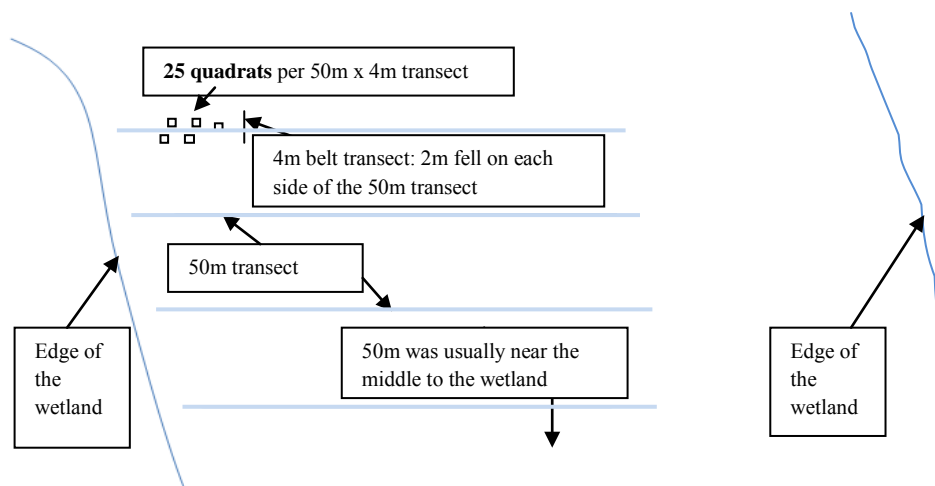 25 quadrats per 50m x 4m transect
4m belt transect: 2m fell on each
side of the 50m transect
50m transect
50m was usually near the
middle to the wetland
Edge of
the
wetland
Edge of
the
wetland